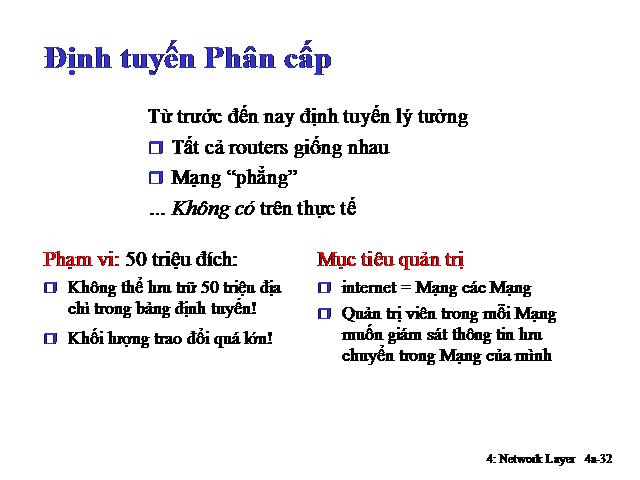 Định tuyến Phân cấp
Từ trước đến nay định tuyến lý tưởng
Tất cả routers giống nhau
Mạng “phẳng”
... Không có trên thực tế
Phạm vi: 50 triệu đích:
Không thể lưu trữ 50 triệu địa
chỉ trong bảng định tuyến!
Khối lượng trao đổi quá lớn!
Mục tiêu quản trị
internet = Mạng các Mạng
Quản trị viên trong mỗi Mạng
muốn giám sát thông tin lưu
chuyển trong Mạng của mình
4: Network Layer 4a-32